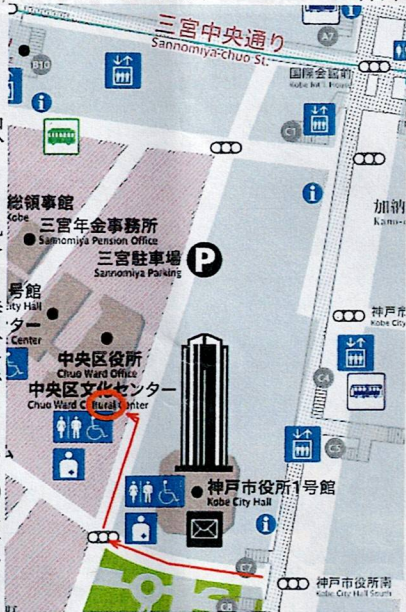 三宮中央通り
Sannomiya-chuo St.
A7
B10
i
国際会館前
Kobe Int'l House
C1
i
加納
Kano-
総領事館
Kobe
三宮年金事務所
Sannomiya Pension Office
三宮駐車場
Sannomiya Parking
P
号館
City Hall
ター
Center
神戸市
Kobe City
中央区役所
Chuo Ward Office
中央区文化センター
Chuo Ward Cultural Center
C4
C5
神戸市役所1号館
Kobe City Hall
i
C7
C8
神戸市役所南
Kobe City Hall South